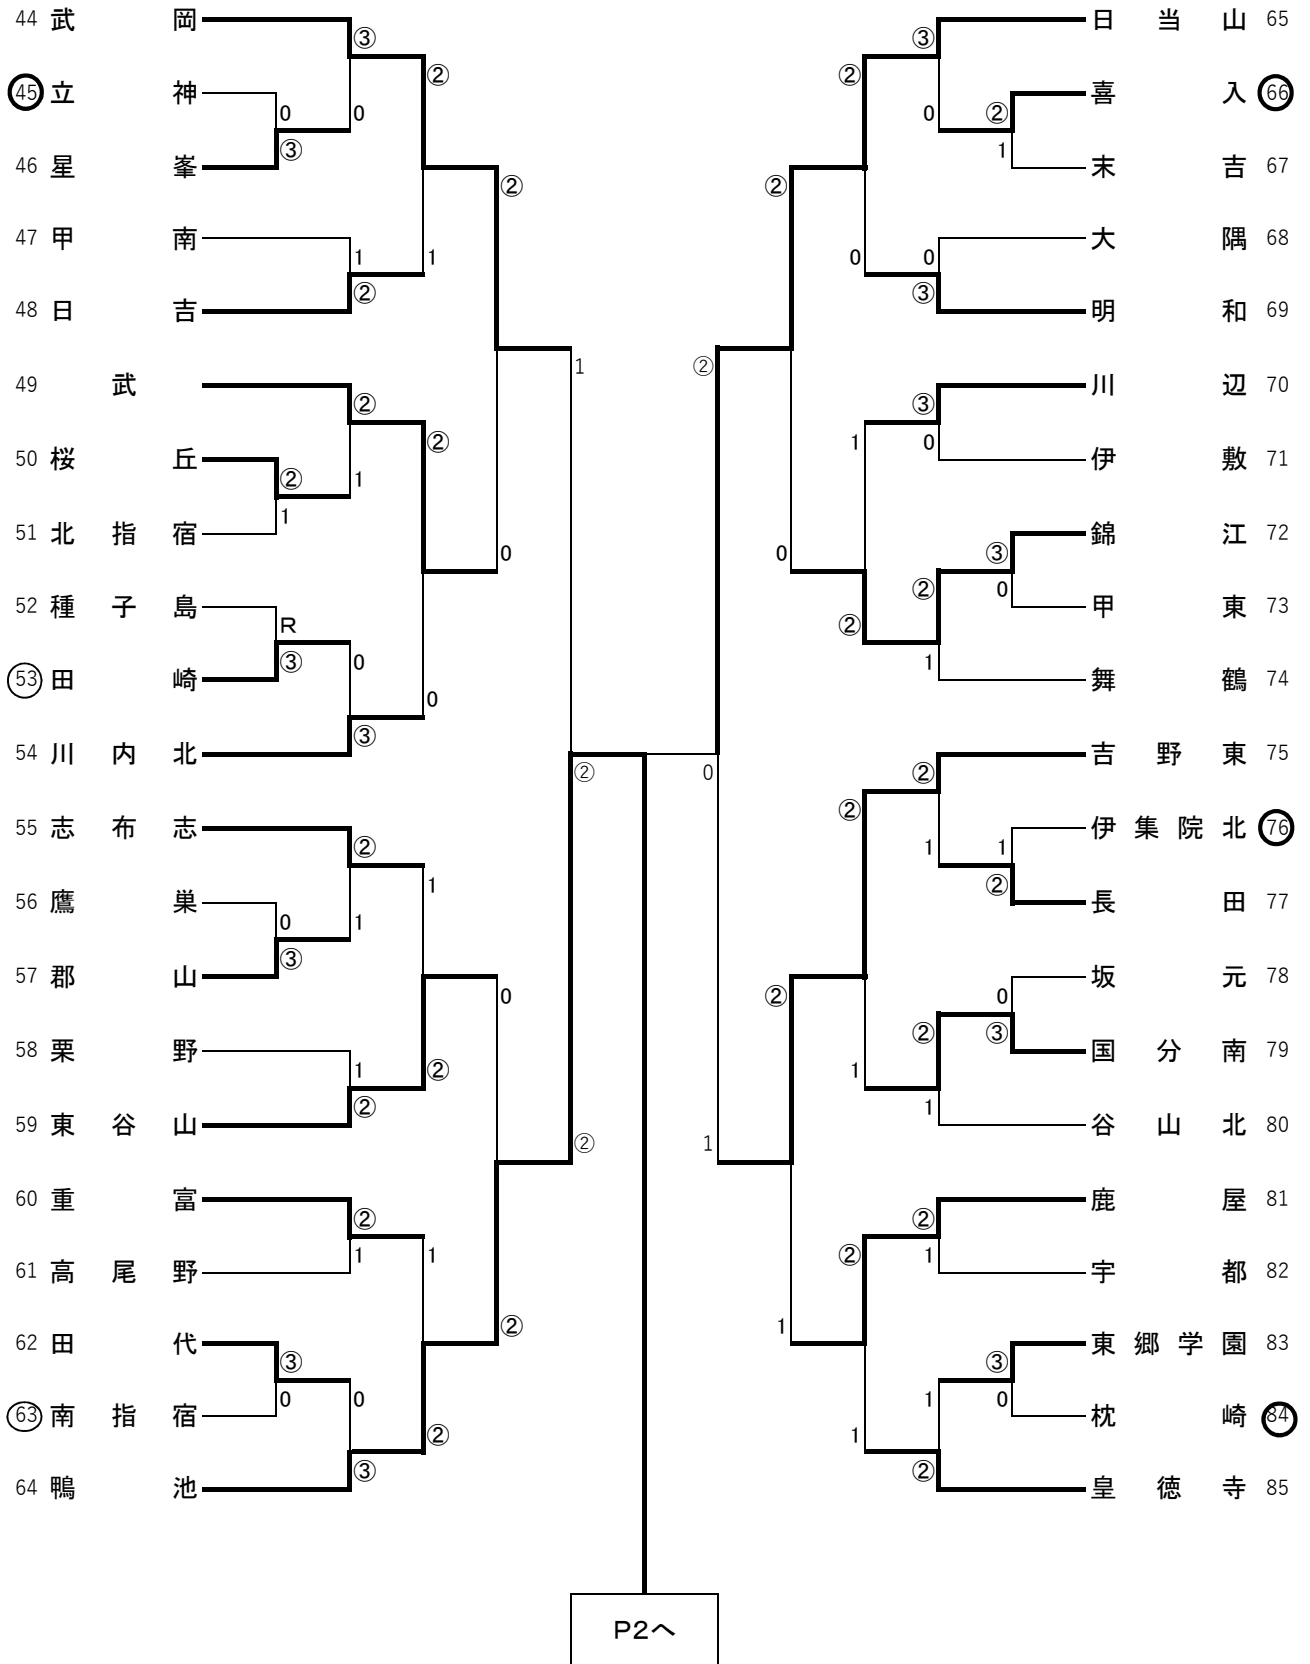 44 武岡
㊺ 立神
46 星峯
47 甲南
48 日吉
49 武
50 桜丘
51 北指宿
52 種子島
53 田崎
54 川内北
55 志布志
56 鷹巣
57 郡山
58 栗野
59 東谷山
60 重富
61 高尾野
62 田代
63 南指宿
64 鴨池
③
0
0
③
②
1
②
1
②
②
1
②
1
②
0
R
③
0
③
0
1
②
0
③
1
1
1
②
②
0
②
1
1
③
0
0
③
②
②
②
②
②
日当山 65
喜入 66
末吉 67
大隅 68
明和 69
川辺 70
伊敷 71
錦江 72
甲東 73
舞鶴 74
吉野東 75
伊集院北 76
長田 77
坂元 78
国分南 79
谷山北 80
鹿屋 81
宇都 82
東郷学園 83
枕崎 84
皇徳寺 85
③
②
0
②
1
②
0
0
③
②
③
1
0
0
③
②
0
②
1
②
②
1
1
②
0
0
②
②
③
1
1
②
②
1
1
③
1
0
1
②
1
P2へ